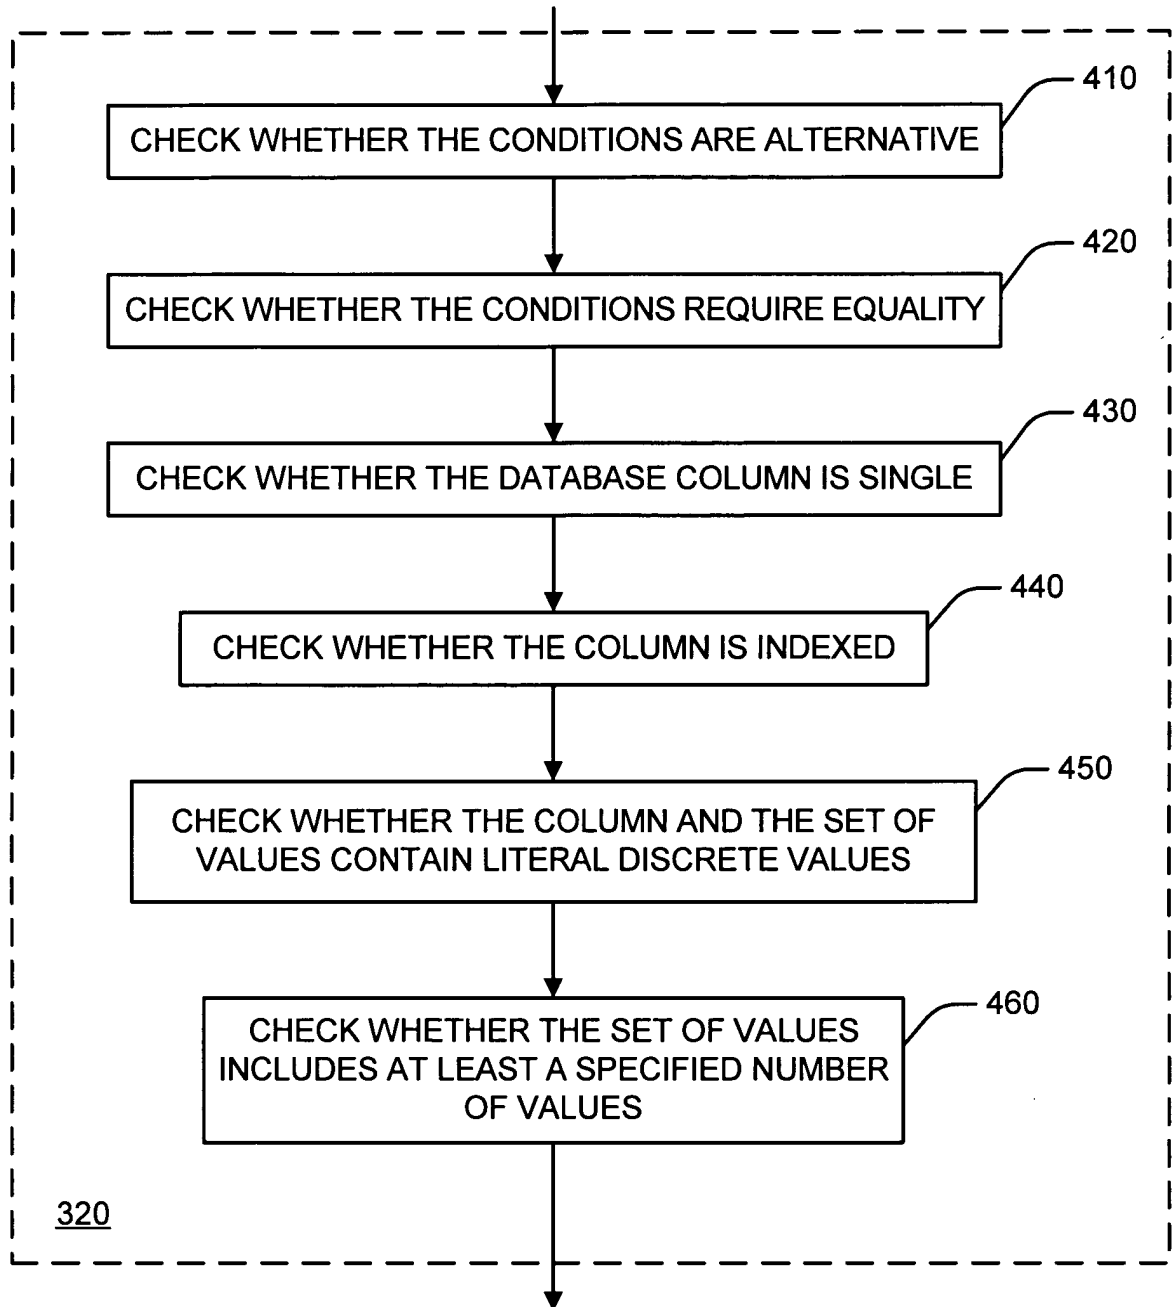 410
CHECK WHETHER THE CONDITIONS ARE ALTERNATIVE
420
CHECK WHETHER THE CONDITIONS REQUIRE EQUALITY
430
CHECK WHETHER THE DATABASE COLUMN IS SINGLE
440
CHECK WHETHER THE COLUMN IS INDEXED
450
CHECK WHETHER THE COLUMN AND THE SET OF
VALUES CONTAIN LITERAL DISCRETE VALUES
460
CHECK WHETHER THE SET OF VALUES
INCLUDES AT LEAST A SPECIFIED NUMBER
OF VALUES
320